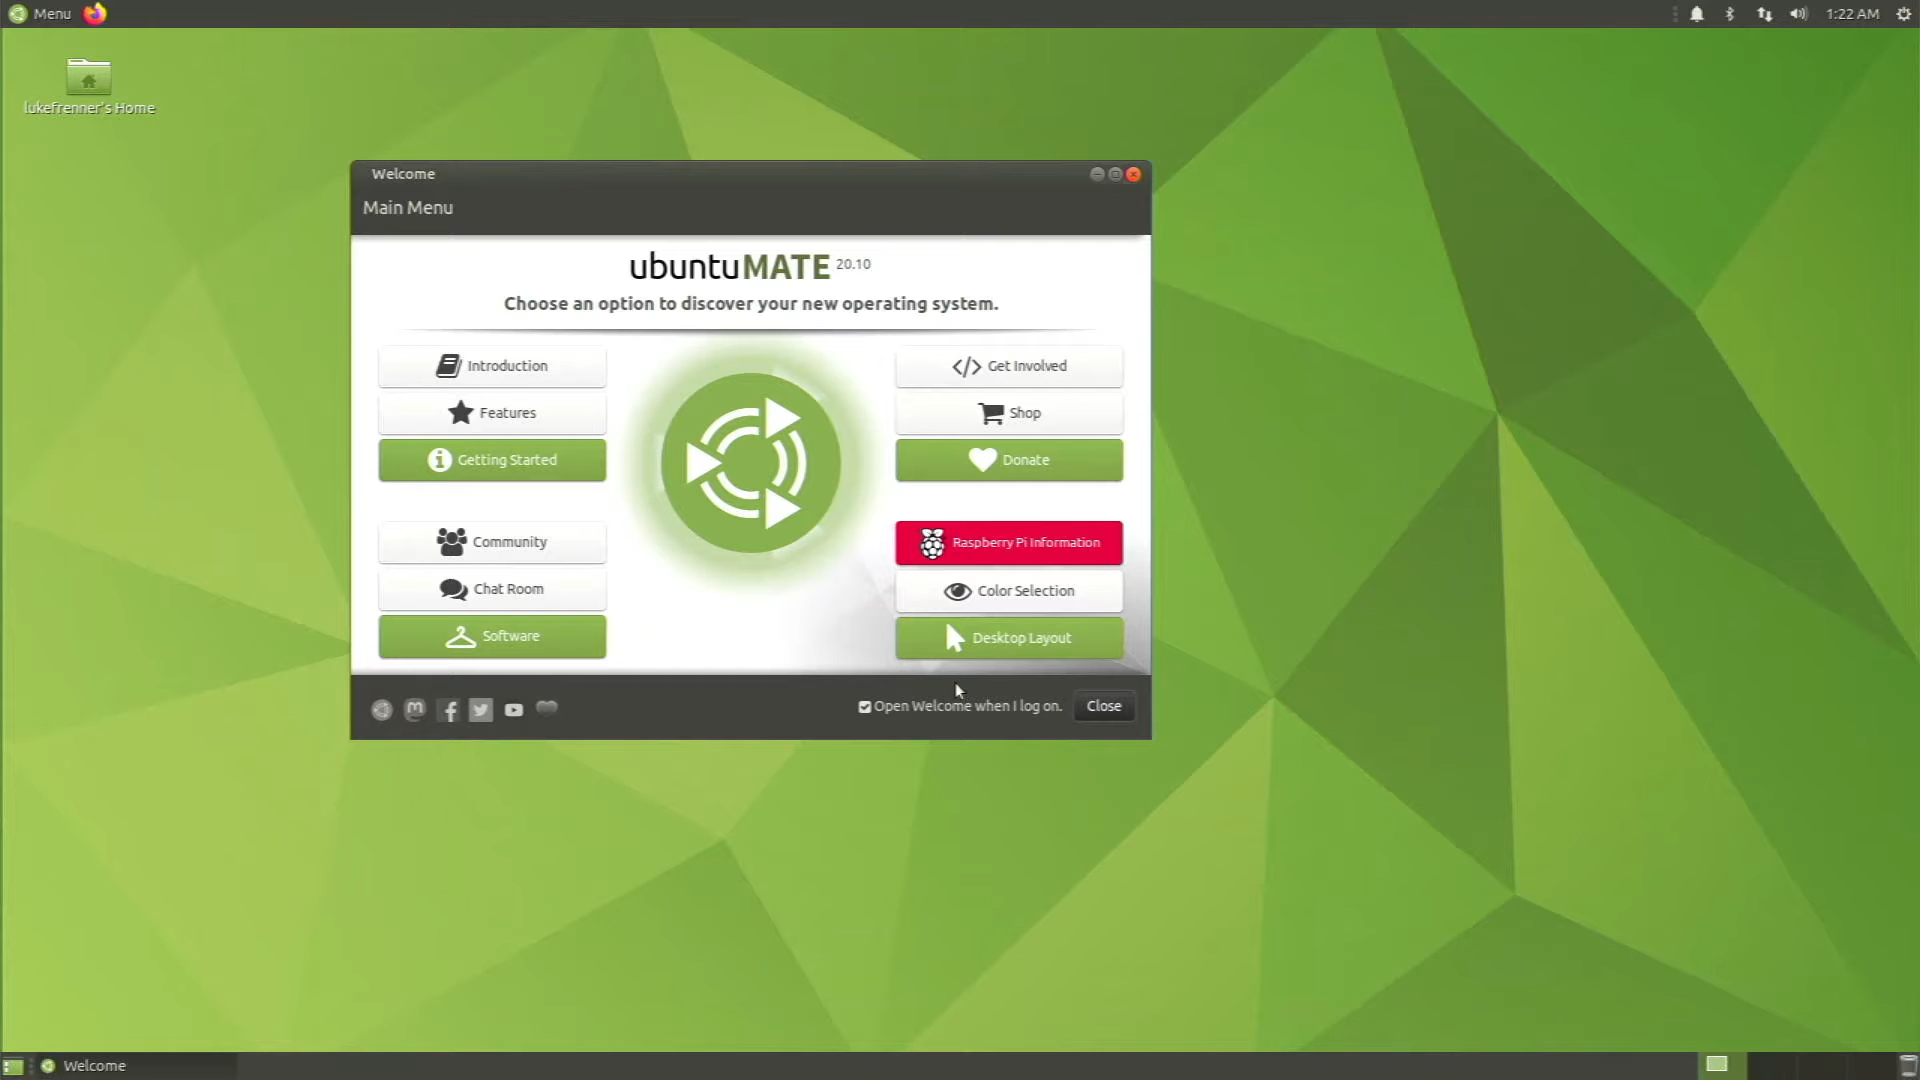 Menu
1:22 AM
lukefrenner's Home
Welcome
Main Menu
ubuntuMATE 20.10
Choose an option to discover your new operating system.
Introduction
Features
Getting Started
Get Involved
Shop
Donate
Community
Chat Room
Software
Raspberry Pi Information
Color Selection
Desktop Layout
Open Welcome when I log on.
Close
Welcome